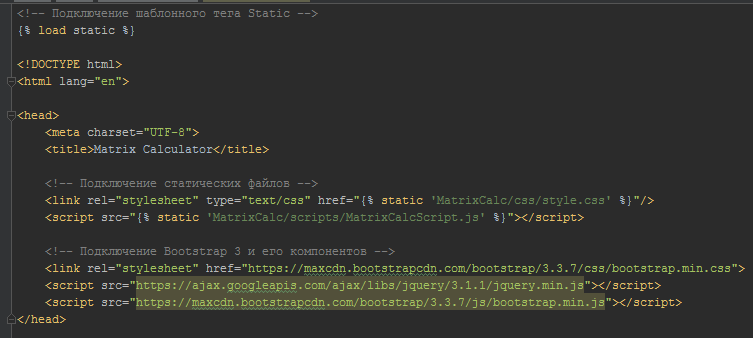 <!-- Подключение шаблонного тега Static -->
{% load static %}
<!DOCTYPE html>
<html lang="en">
<head>
<meta charset="UTF-8">
<title>Matrix Calculator</title>
<!-- Подключение статических файлов -->
<link rel="stylesheet" type="text/css" href="{% static 'MatrixCalc/css/style.css' %}"/>
<script src="{% static 'MatrixCalc/scripts/MatrixCalcScript.js' %}"></script>
<!-- Подключение Bootstrap 3 и его компонентов -->
<link rel="stylesheet" href="https://maxcdn.bootstrapcdn.com/bootstrap/3.3.7/css/bootstrap.min.css">
<script src="https://ajax.googleapis.com/ajax/libs/jquery/3.1.1/jquery.min.js"></script>
<script src="https://maxcdn.bootstrapcdn.com/bootstrap/3.3.7/js/bootstrap.min.js"></script>
</head>